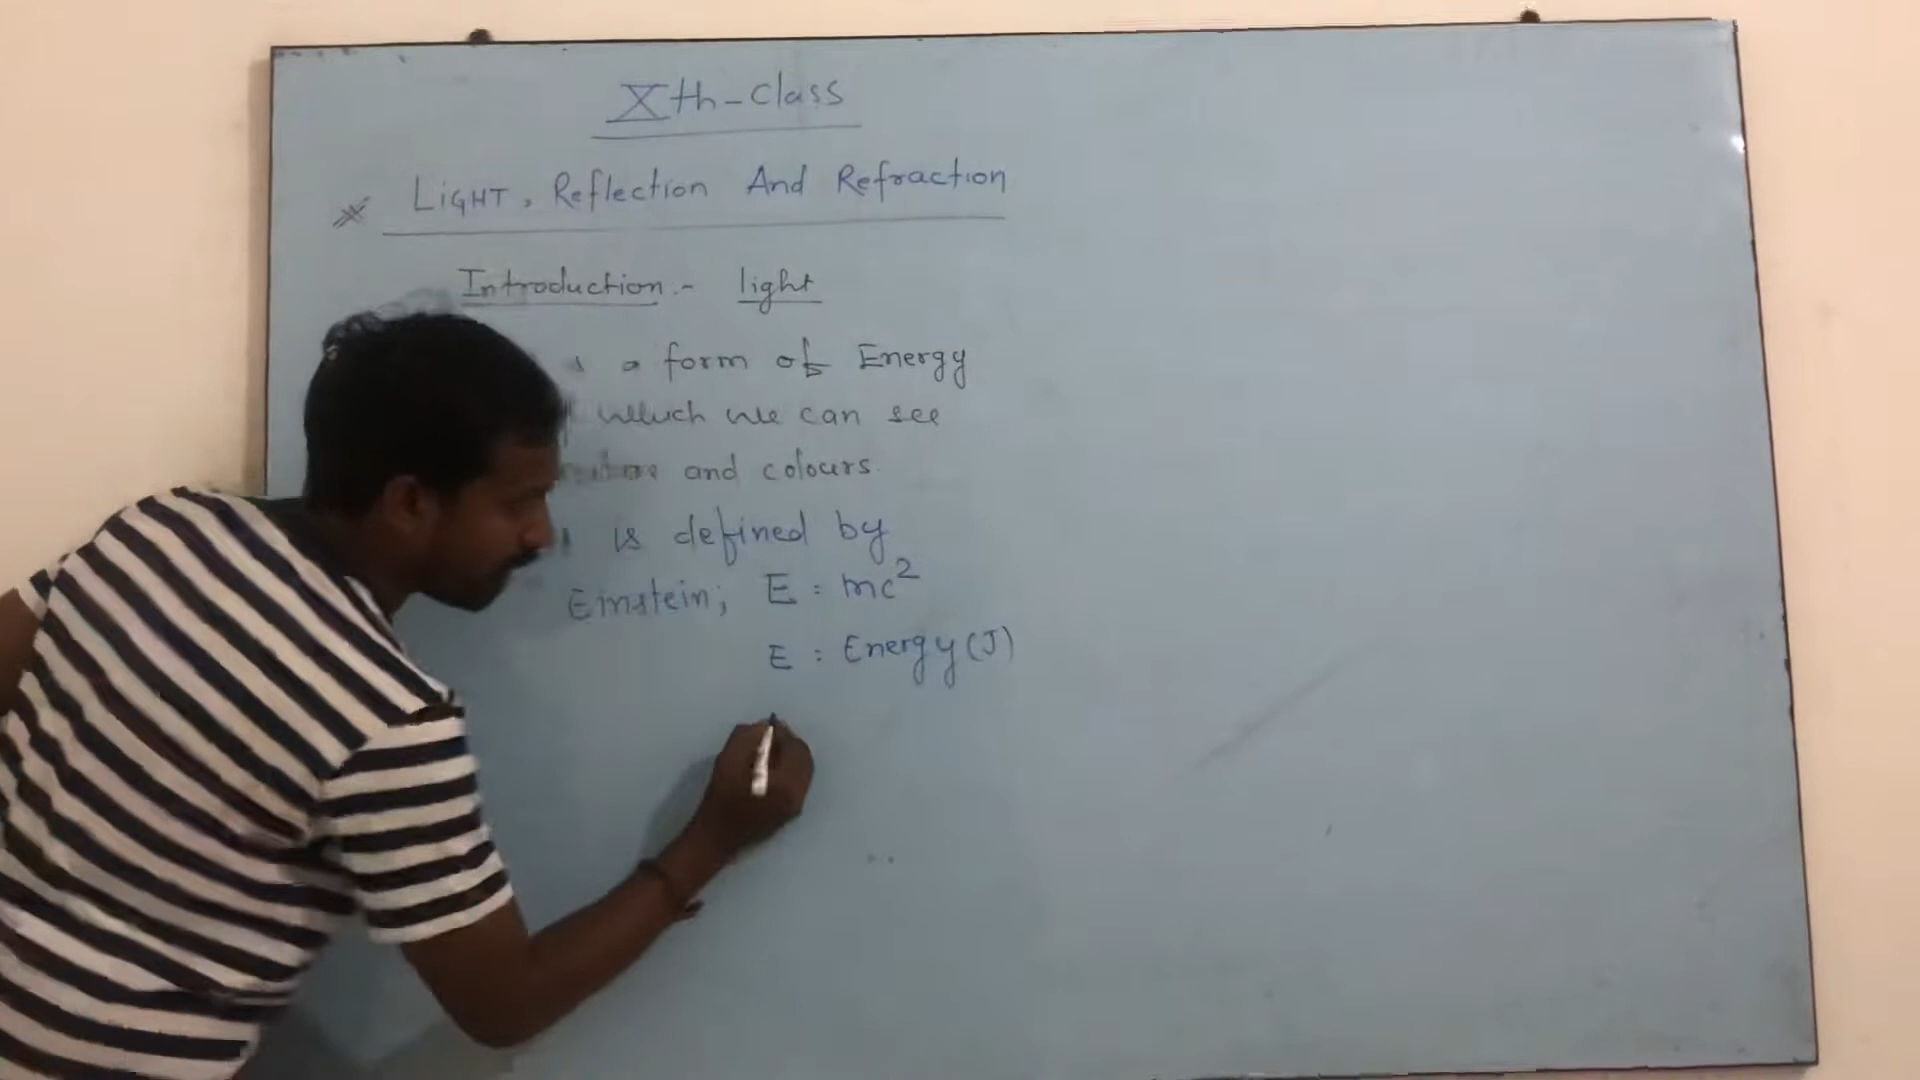 Xth-class
LIGHT, Reflection And Refraction
Introduction:- light
a form of Energy
which we can see
and colours.
is defined by
Einstein; E = mc²
E = Energy (J)